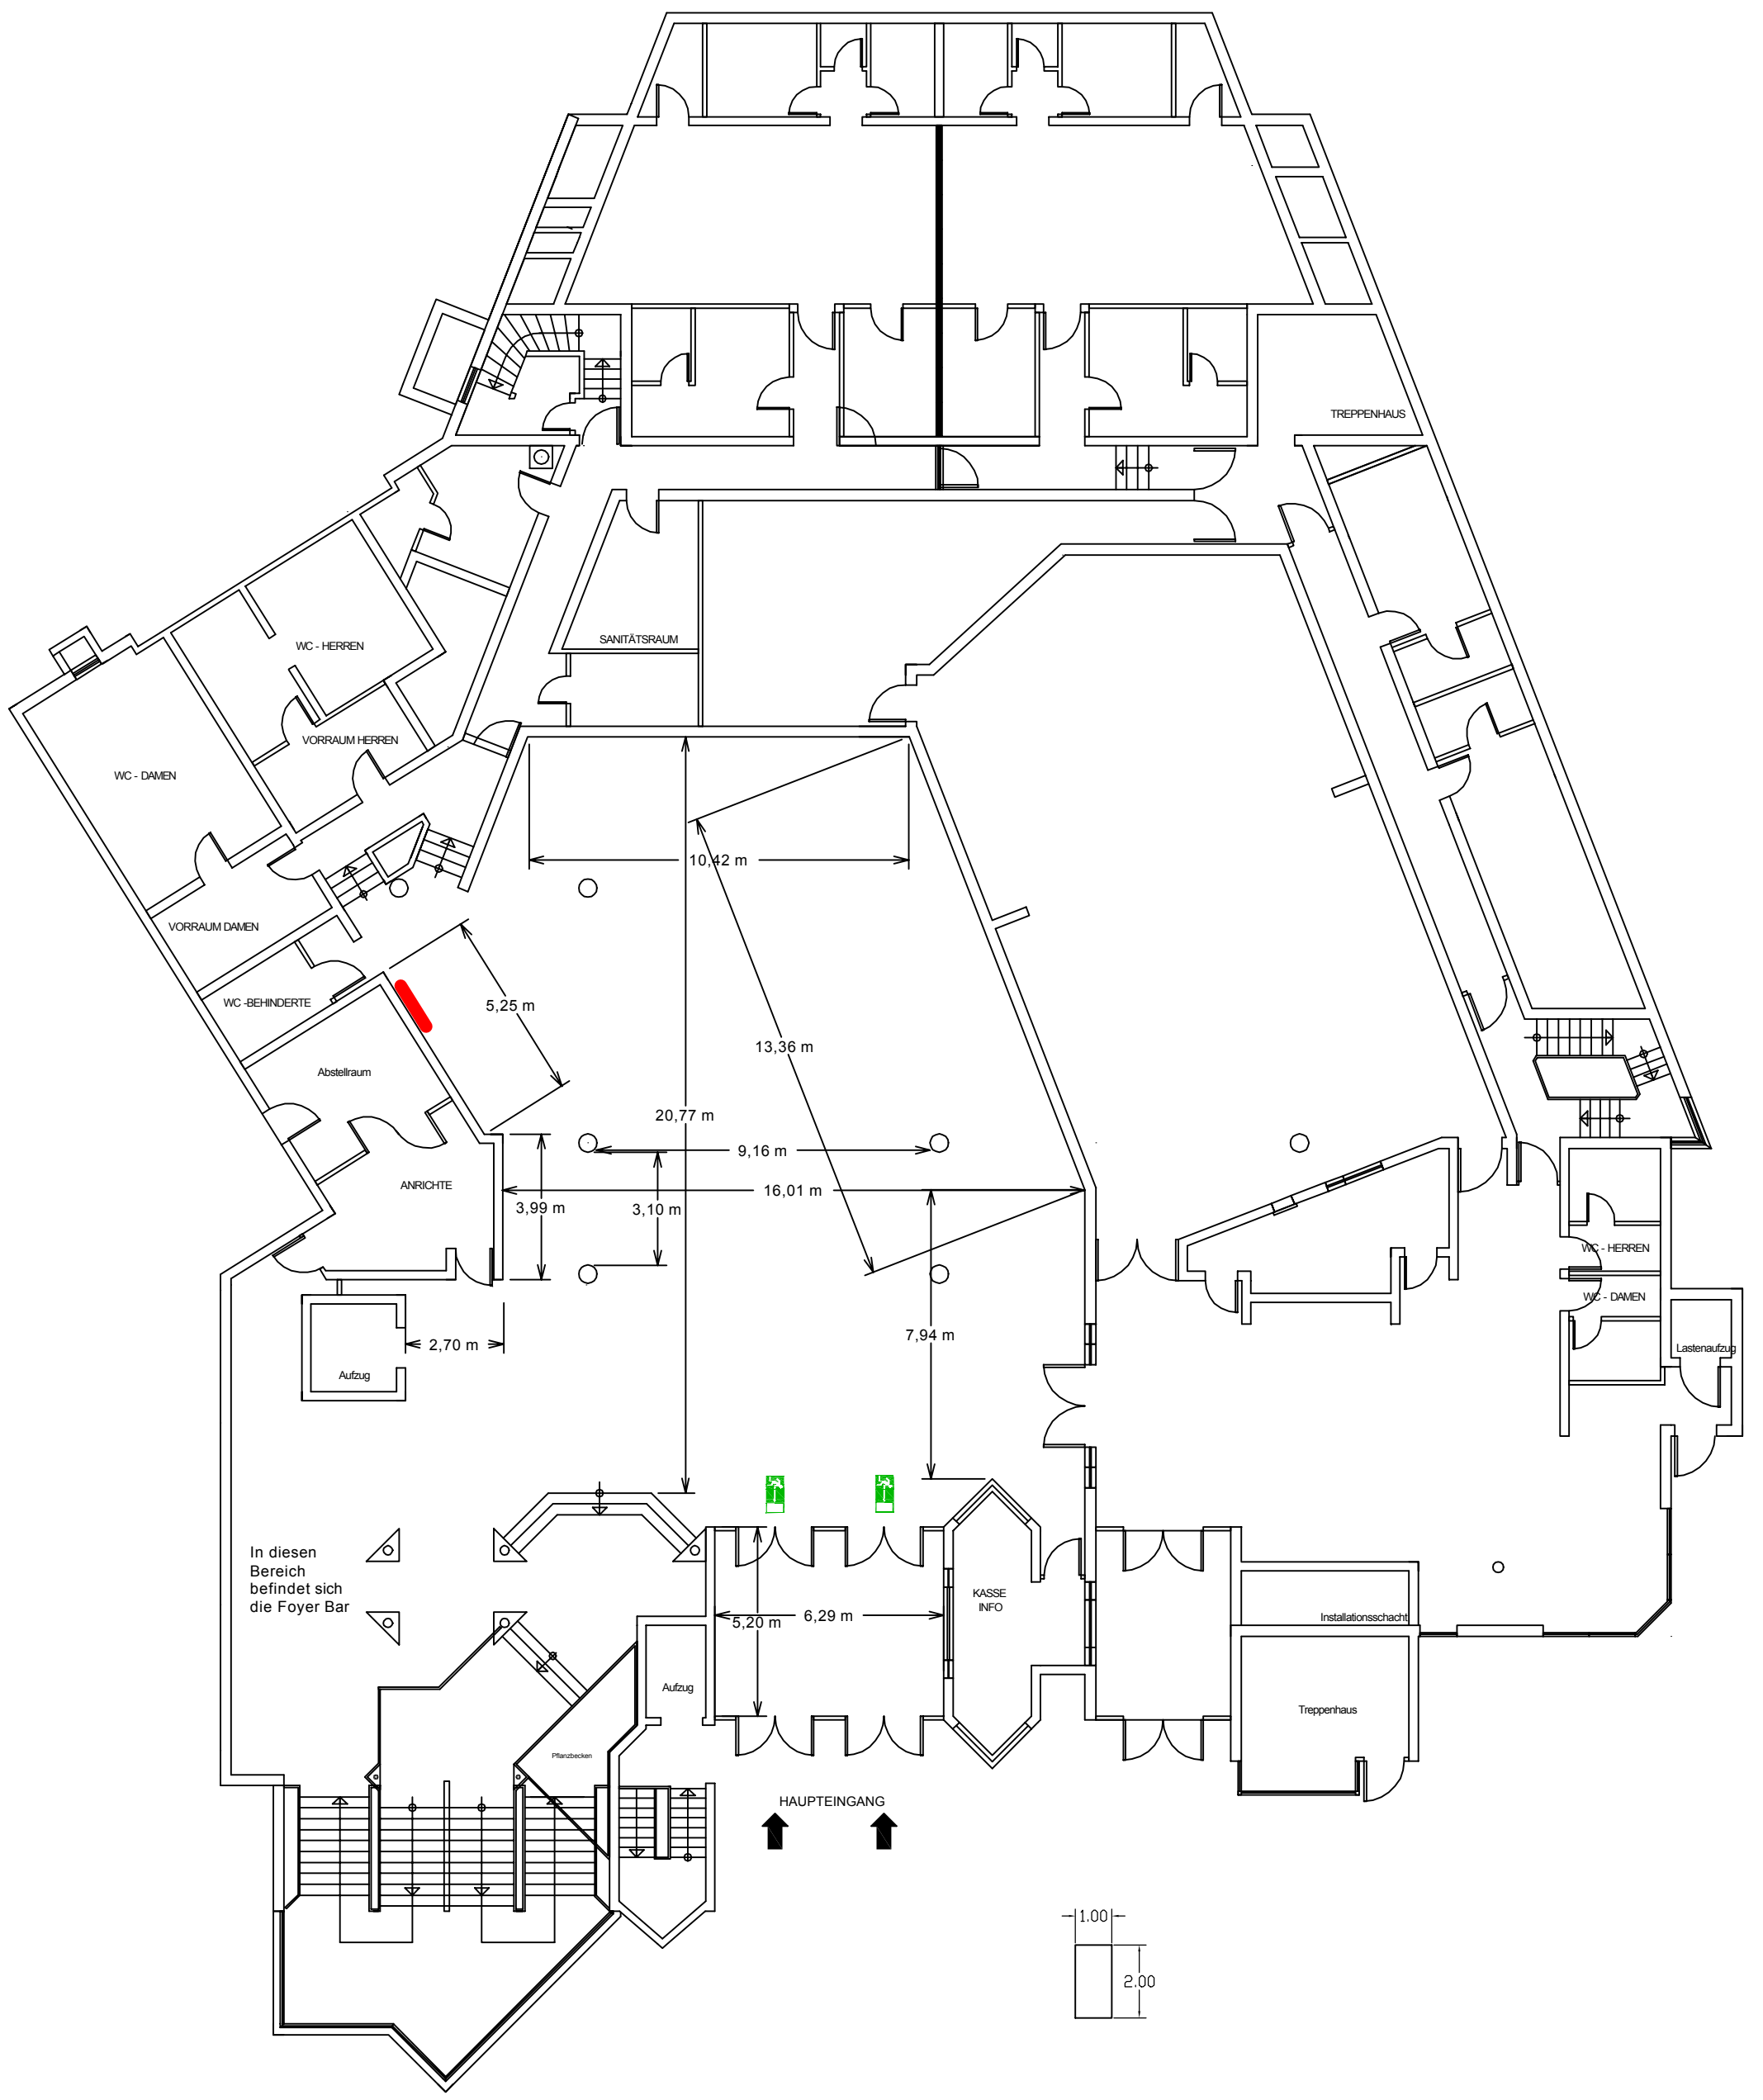 TREPPENHAUS
SANITÄTSRAUM
WC - HERREN
VORRAUM HERREN
WC - DAMEN
10,42 m
VORRAUM DAMEN
WC -BEHINDERTE
5,25 m
13,36 m
Abstellraum
20,77 m
9,16 m
ANRICHTE
16,01 m
3,99 m
3,10 m
WC - HERREN
WC - DAMEN
7,94 m
2,70 m
Lastenaufzug
Aufzug
In diesen
Bereich
befindet sich
die Foyer Bar
KASSE
INFO
6,29 m
5,20 m
Installationsschacht
Aufzug
Treppenhaus
Pflanzbecken
HAUPTEINGANG
1.00
2.00